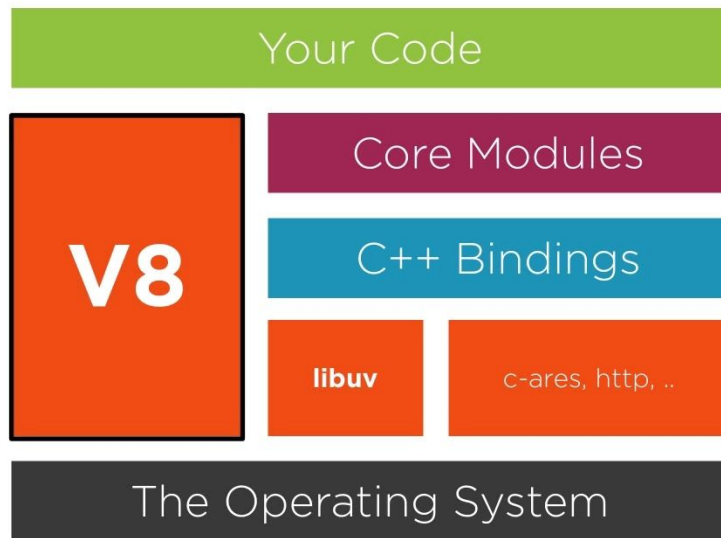 Your Code
V8
Core Modules
C++ Bindings
libuv
c-ares, http, ..
The Operating System